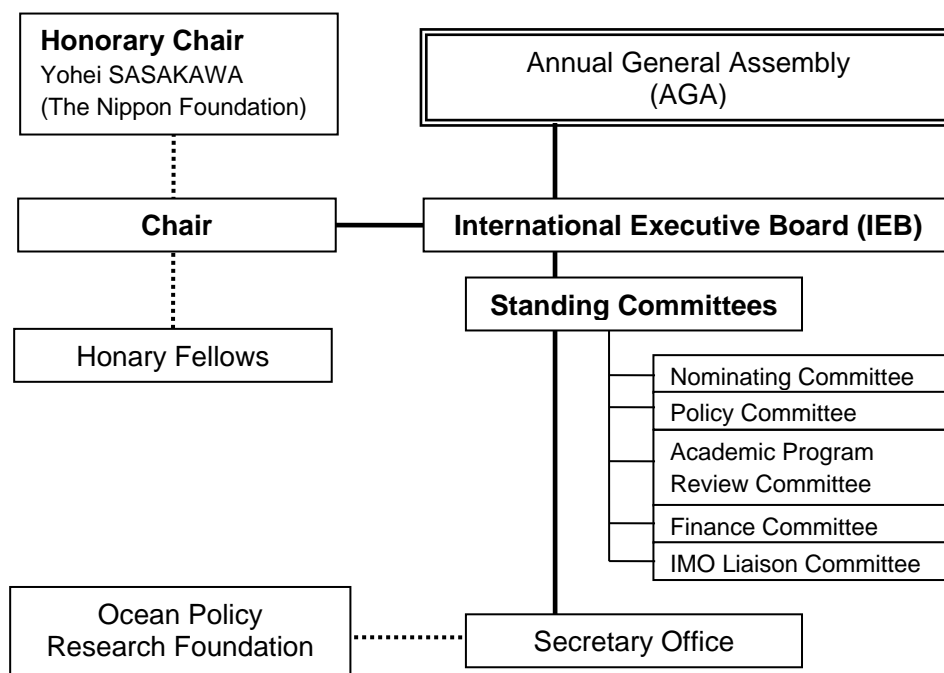 Honorary Chair
Yohei SASAKAWA
(The Nippon Foundation)
Annual General Assembly
(AGA)
Chair
International Executive Board (IEB)
Standing Committees
Honary Fellows
Nominating Committee
Policy Committee
Academic Program
Review Committee
Finance Committee
IMO Liaison Committee
Ocean Policy
Research Foundation
Secretary Office